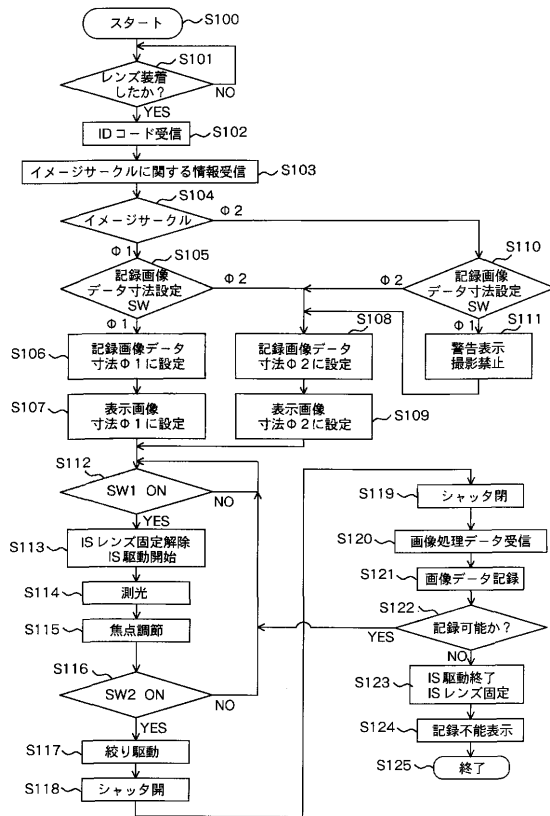 スタート
S100
S101
レンズ装着
したか？
NO
YES
IDコード受信
S102
イメージサークルに関する情報受信
S103
S104
イメージサークル
Φ2
Φ1
S105
記録画像
データ寸法設定
SW
Φ2
Φ1
S110
Φ2
記録画像
データ寸法設定
SW
Φ1
S111
警告表示
撮影禁止
S106
記録画像データ
寸法Φ1に設定
S108
記録画像データ
寸法Φ2に設定
S107
表示画像
寸法Φ1に設定
表示画像
寸法Φ2に設定
S109
S112
SW1 ON
NO
YES
S113
ISレンズ固定解除
IS駆動開始
S114
測光
S115
焦点調節
S116
SW2 ON
NO
YES
S117
絞り駆動
S118
シャッタ開
S119
シャッタ閉
S120
画像処理データ受信
S121
画像データ記録
S122
記録可能か？
YES
NO
S123
IS駆動終了
ISレンズ固定
S124
記録不能表示
S125
終了